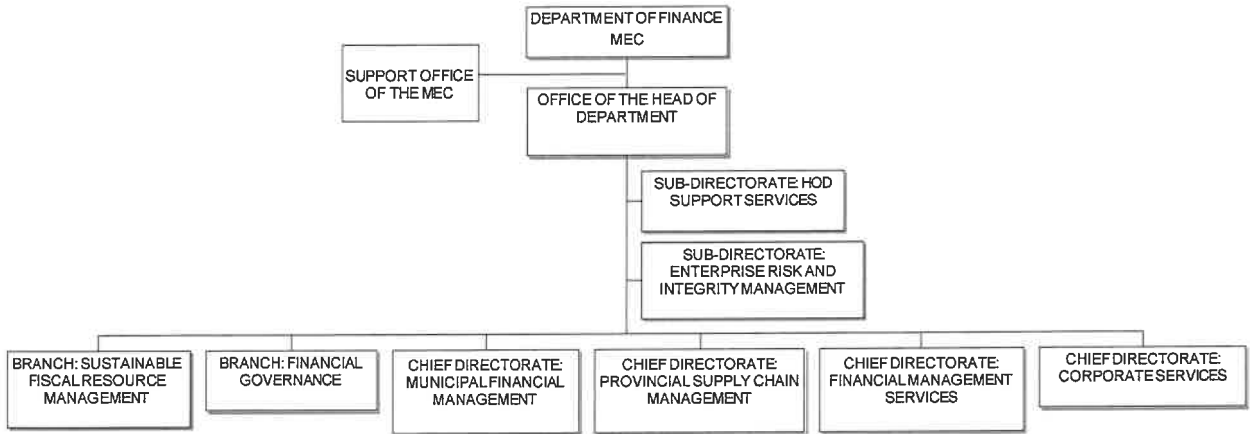 DEPARTMENT OF FINANCE
MEC
SUPPORT OFFICE
OF THE MEC
OFFICE OF THE HEAD OF
DEPARTMENT
SUB-DIRECTORATE: HOD
SUPPORT SERVICES
SUB-DIRECTORATE:
ENTERPRISE RISK AND
INTEGRITY MANAGEMENT
BRANCH: SUSTAINABLE
FISCAL RESOURCE
MANAGEMENT
BRANCH: FINANCIAL
GOVERNANCE
CHIEF DIRECTORATE:
MUNICIPAL FINANCIAL
MANAGEMENT
CHIEF DIRECTORATE:
PROVINCIAL SUPPLY CHAIN
MANAGEMENT
CHIEF DIRECTORATE:
FINANCIAL MANAGEMENT
SERVICES
CHIEF DIRECTORATE:
CORPORATE SERVICES